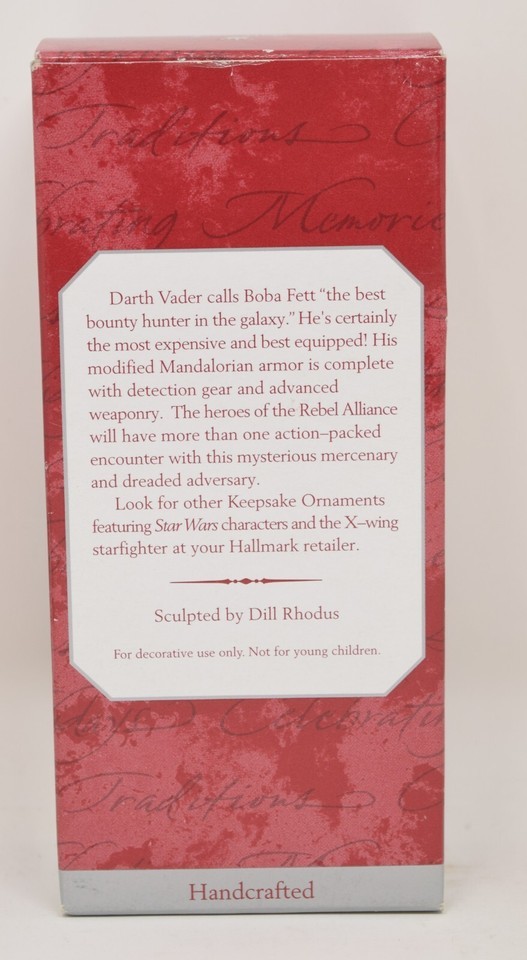 Traditions
brating Memorie
Darth Vader calls Boba Fett “the best
bounty hunter in the galaxy.” He's certainly
the most expensive and best equipped! His
modified Mandalorian armor is complete
with detection gear and advanced
weaponry. The heroes of the Rebel Alliance
will have more than one action–packed
encounter with this mysterious mercenary
and dreaded adversary.
Look for other Keepsake Ornaments
featuring Star Wars characters and the X–wing
starfighter at your Hallmark retailer.
Sculpted by Dill Rhodus
For decorative use only. Not for young children.
days Celebratin
Traditions C
Handcrafted